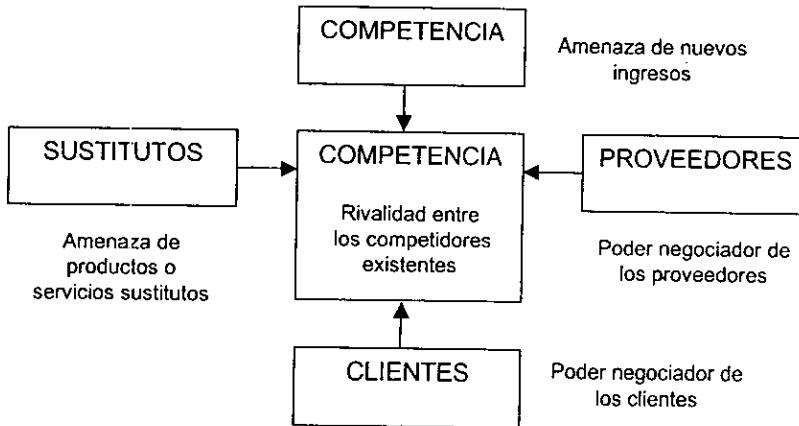 COMPETENCIA
Amenaza de nuevos
ingresos
SUSTITUTOS
Amenaza de
productos o
servicios sustitutos
COMPETENCIA
Rivalidad entre
los competidores
existentes
PROVEEDORES
Poder negociador de
los proveedores
CLIENTES
Poder negociador de
los clientes